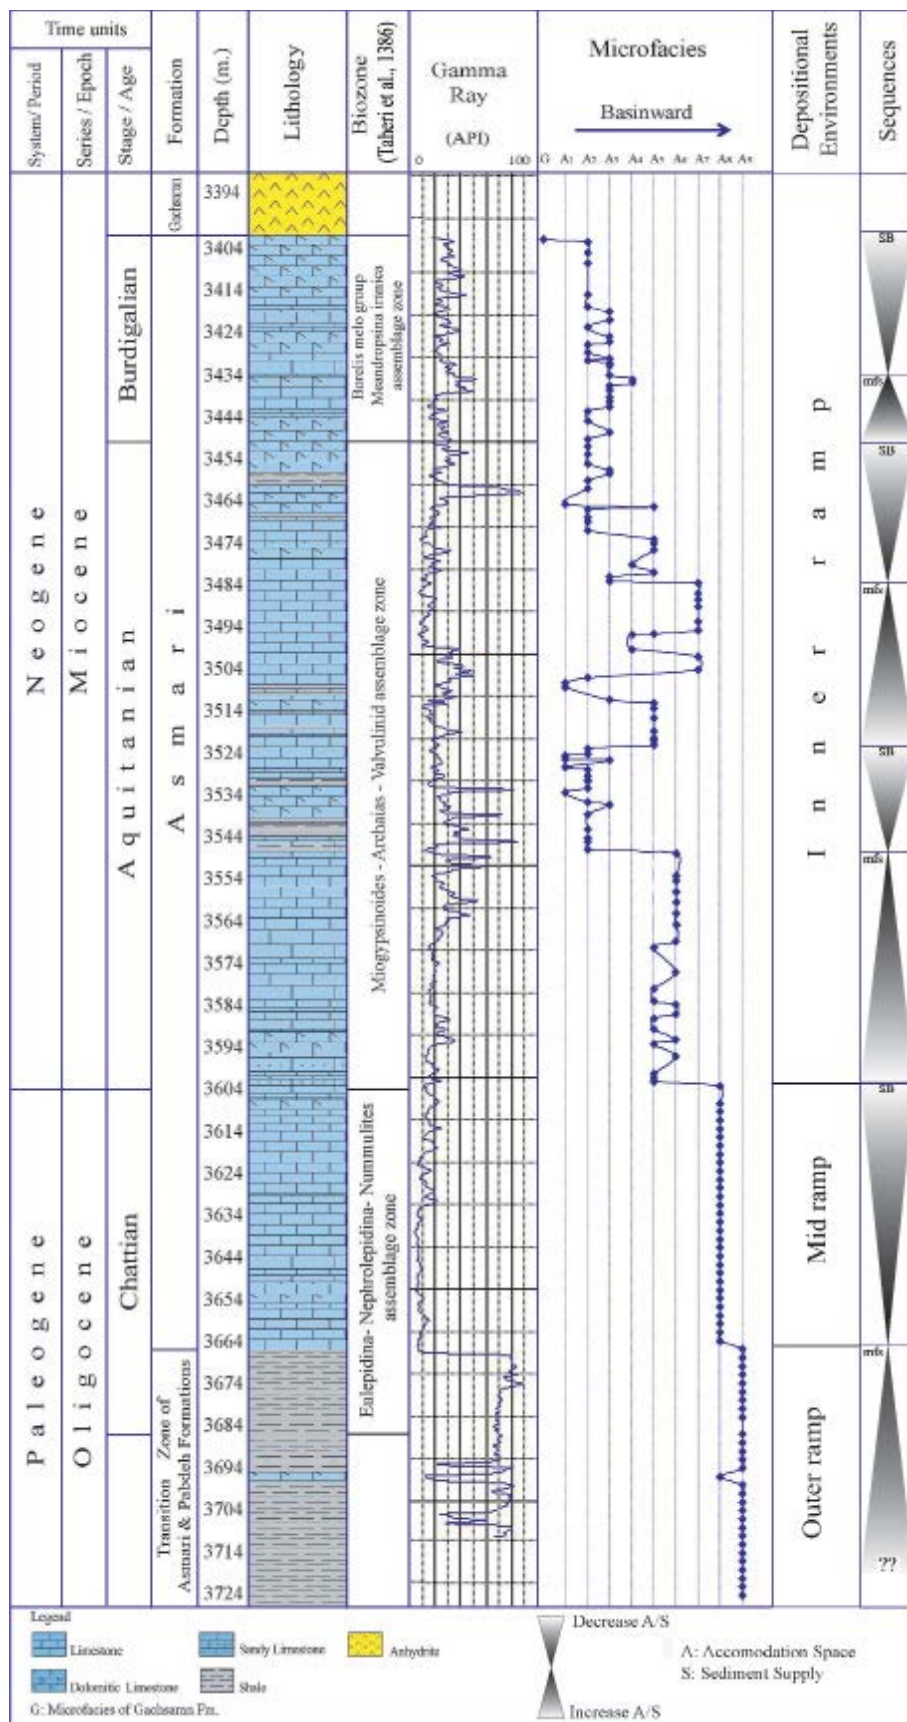 Time units
System/ Period
Series / Epoch
Stage / Age
Formation
Depth (m.)
Lithology
Biozone
(Taheri et al., 1386)
Gamma
Ray
(API)
0 100
Microfacies
Basinward
G A1 A2 A3 A4 A5 A6 A7 A8 A9
Depositional
Environments
Sequences
Neogene
Paleogene
Miocene
Oligocene
Burdigalian
Aquitanian
Chattian
Gachsaran
Asmari
Transition Zone of
Asmari & Pabdeh Formations
3394
3404
3414
3424
3434
3444
3454
3464
3474
3484
3494
3504
3514
3524
3534
3544
3554
3564
3574
3584
3594
3604
3614
3624
3634
3644
3654
3664
3674
3684
3694
3704
3714
3724
Borelis melo group
Meandropsina iranica
assemblage zone
Miogypsinoides - Archaias - Valvulinid assemblage zone
Eulepidina- Nephrolepidina- Nummulites
assemblage zone
Inner ramp
Mid ramp
Outer ramp
SB
mfs
SB
mfs
SB
mfs
SB
mfs
??
Legend
Limestone
Sandy Limestone
Anhydrite
Dolomitic Limestone
Shale
G: Microfacies of Gachsaran Fm.
Decrease A/S
Increase A/S
A: Accomodation Space
S: Sediment Supply